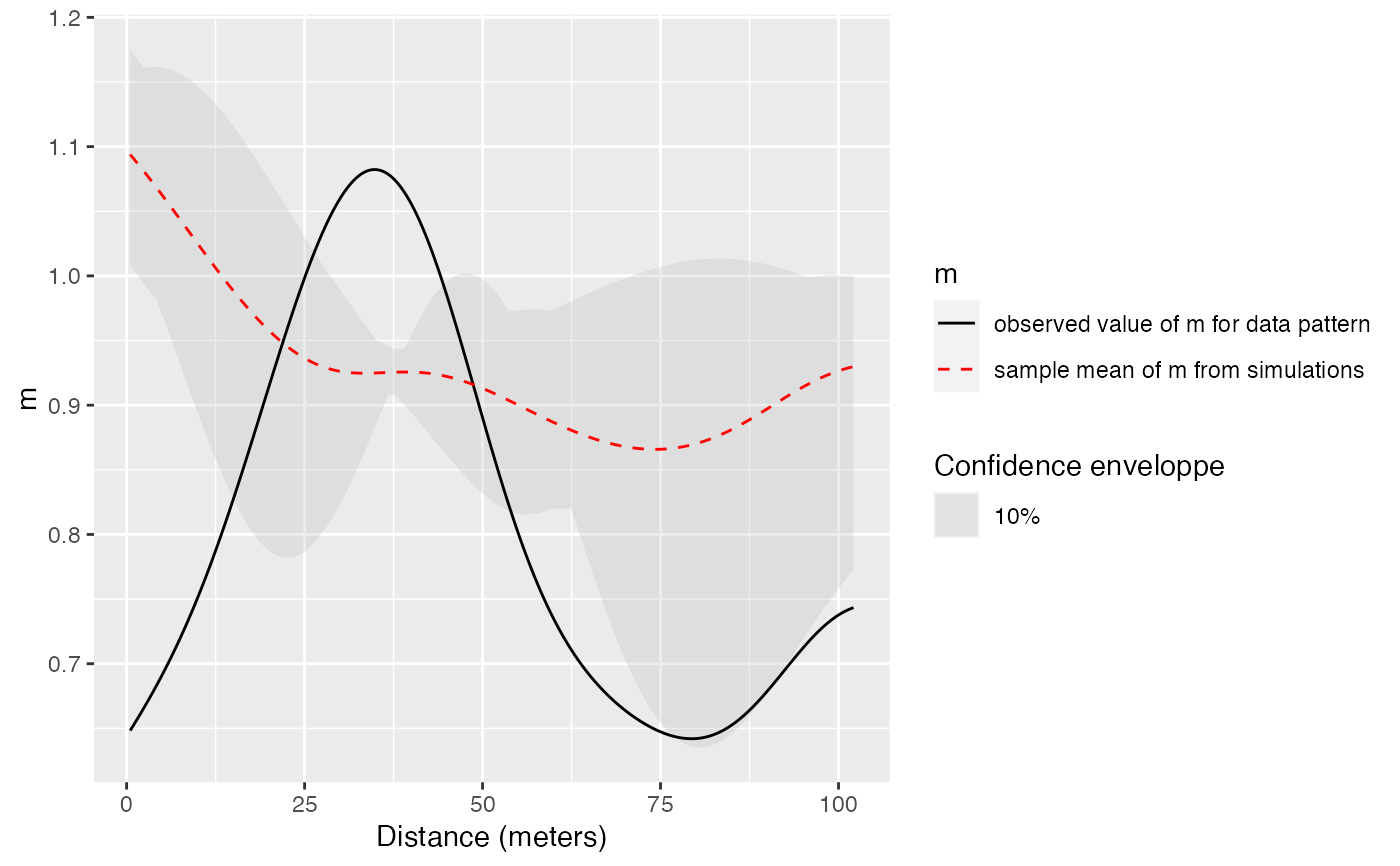 1.2
1.1
1.0
0.9
0.8
0.7
m
0
25
50
75
100
Distance (meters)
m
observed value of m for data pattern
sample mean of m from simulations
Confidence enveloppe
10%